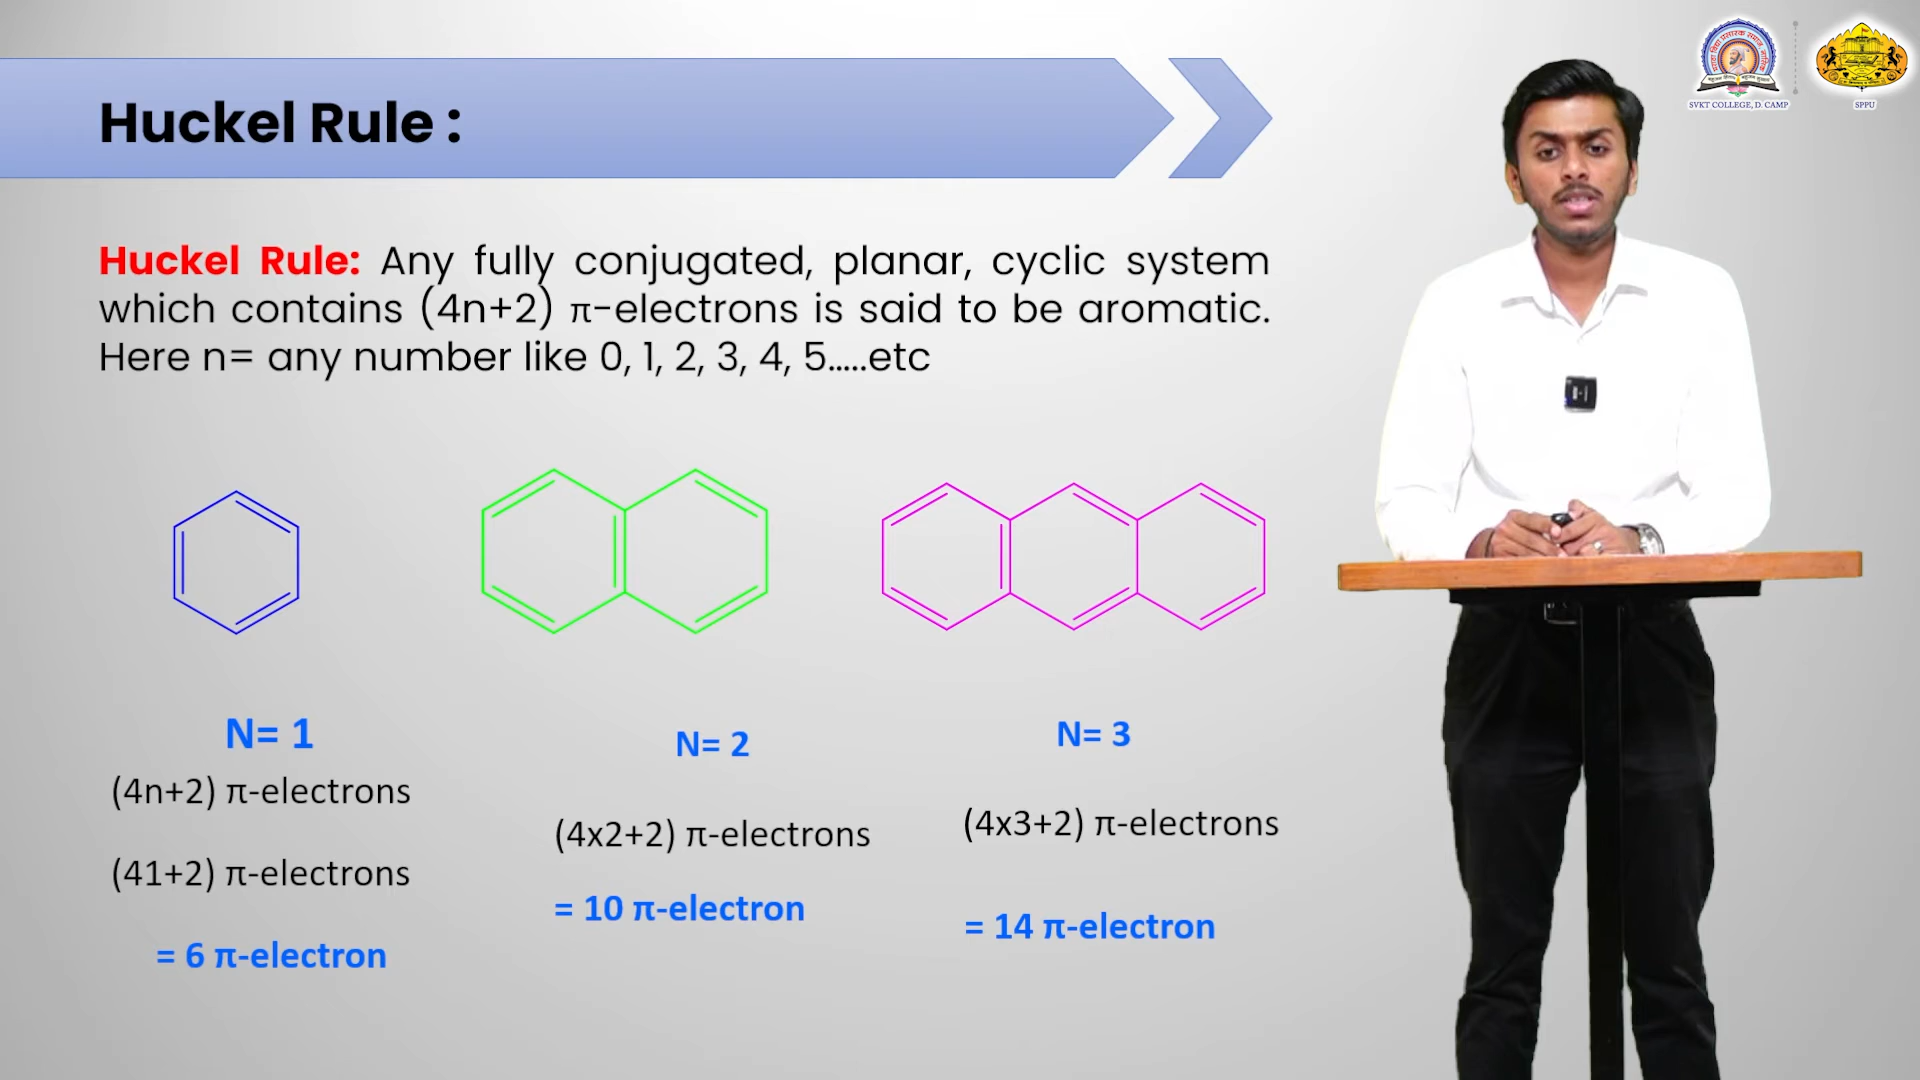 Huckel Rule :
SVKT COLLEGE, D. CAMP
SPPU
Huckel Rule: Any fully conjugated, planar, cyclic system
which contains (4n+2) π-electrons is said to be aromatic.
Here n= any number like 0, 1, 2, 3, 4, 5.....etc
N= 1
(4n+2) π-electrons
(41+2) π-electrons
= 6 π-electron
N= 2
(4x2+2) π-electrons
= 10 π-electron
N= 3
(4x3+2) π-electrons
= 14 π-electron